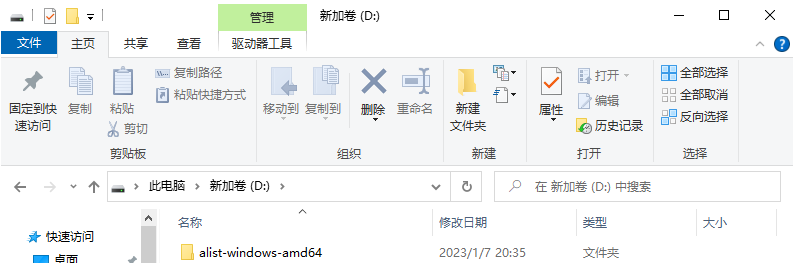 管理
新加卷 (D:)
文件 主页 共享 查看 驱动器工具
固定到快速访问
复制
粘贴
复制路径
粘贴快捷方式
剪切
剪贴板
移动到
复制到
删除
重命名
组织
新建
文件夹
新建
属性
打开
编辑
历史记录
打开
全部选择
全部取消
反向选择
选择
此电脑 新加卷 (D:)
在 新加卷 (D:) 中搜索
快速访问
桌面
名称 修改日期 类型 大小
alist-windows-amd64 2023/1/7 20:35 文件夹